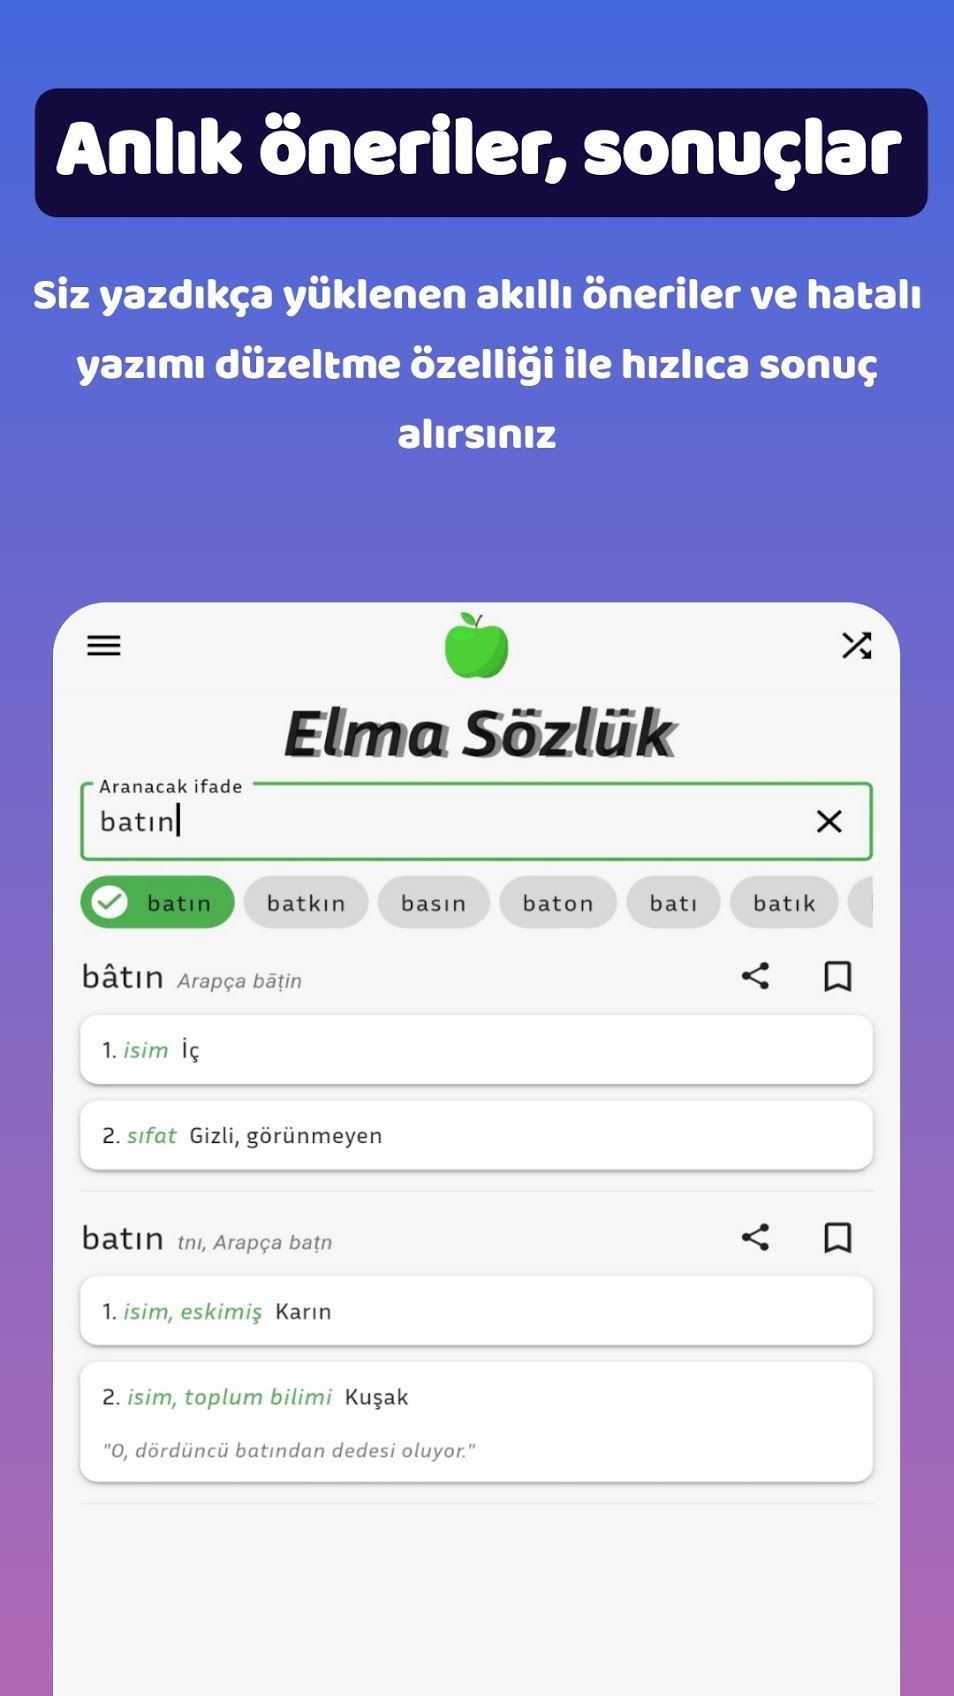 Anlık öneriler, sonuçlar
Siz yazdıkça yüklenen akıllı öneriler ve hatalı
yazımı düzeltme özelliği ile hızlıca sonuç
alırsınız
Elma Sözlük
Aranacak ifade
batın
batın batkın basın baton batı batık
bâtın Arapça bāṭin
1. isim İç
2. sıfat Gizli, görünmeyen
batın tnı, Arapça baṭn
1. isim, eskimiş Karın
2. isim, toplum bilimi Kuşak
"O, dördüncü batından dedesi oluyor."